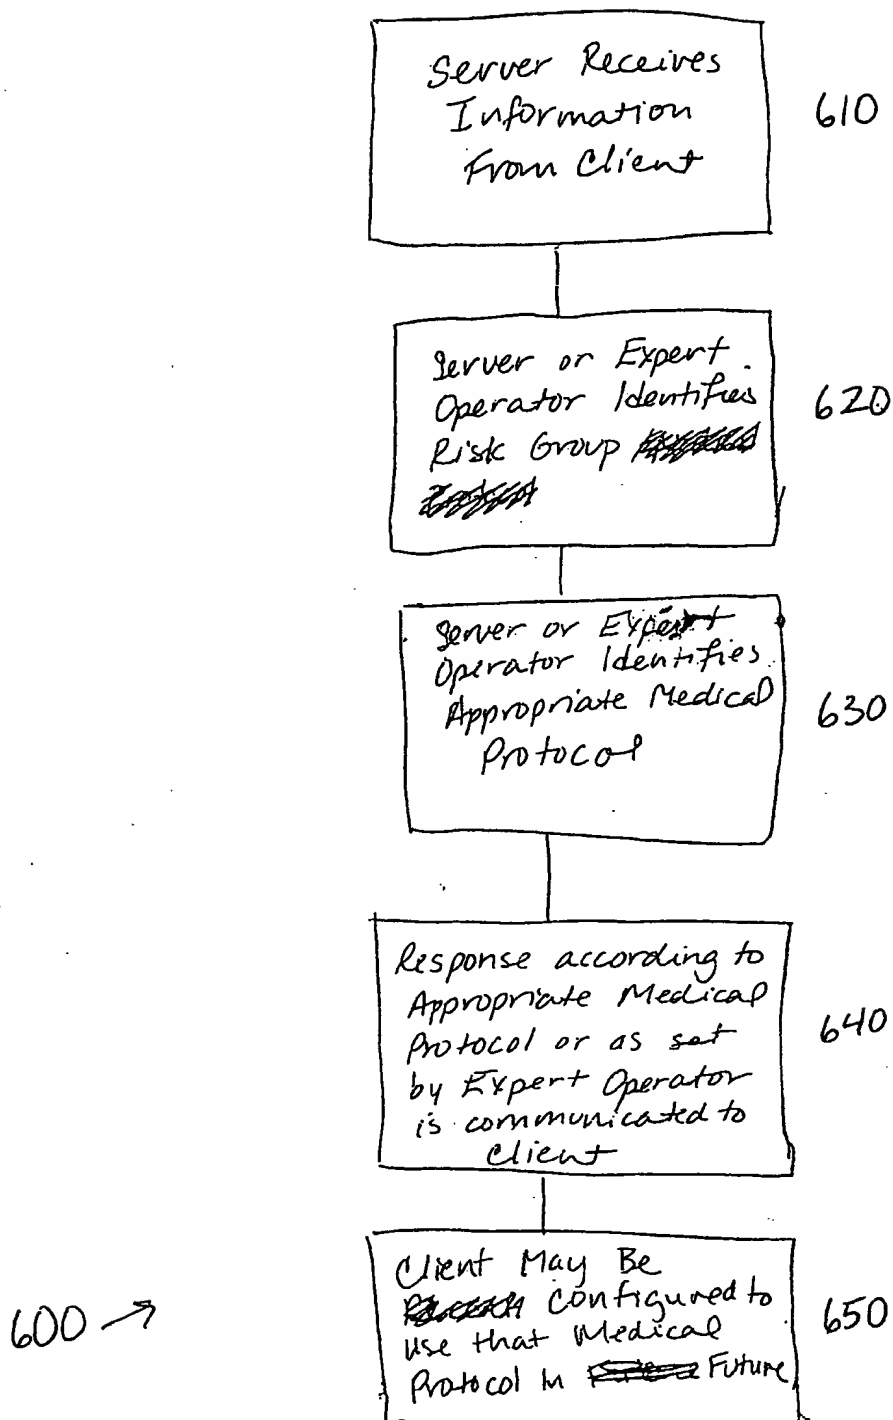 Server Receives
Information
From Client
610
Server or Expert
Operator Identifies
Risk Group
620
Server or Expert
Operator Identifies
Appropriate Medical
Protocol
630
Response according to
Appropriate Medical
Protocol or as set
by Expert Operator
is communicated to
Client
640
Client May Be
configured to
use that Medical
Protocol in Future
650
600